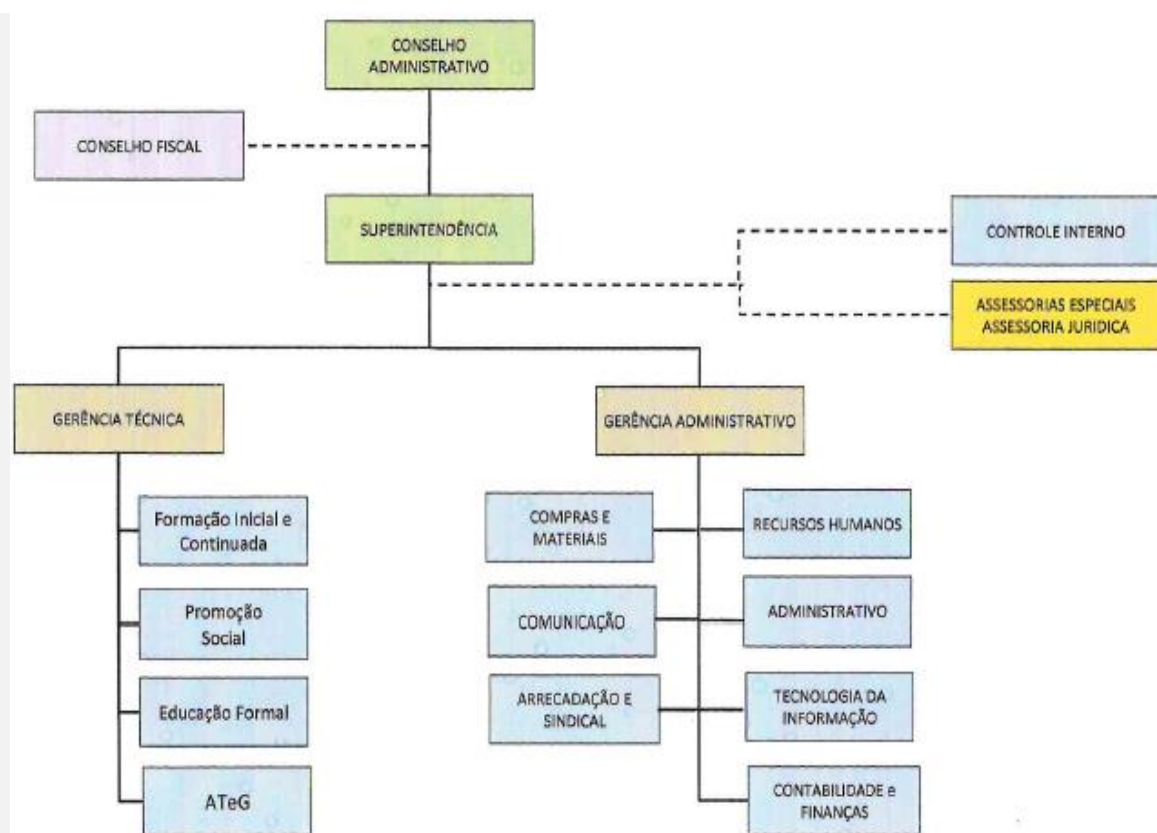 CONSELHO
ADMINISTRATIVO
CONSELHO FISCAL
SUPERINTENDÊNCIA
CONTROLE INTERNO
ASSESSORIAS ESPECIAIS
ASSESSORIA JURIDICA
GERÊNCIA TÉCNICA
GERÊNCIA ADMINISTRATIVO
Formação Inicial e
Continuada
Promoção
Social
Educação Formal
ATeG
COMPRAS E
MATERIAIS
RECURSOS HUMANOS
COMUNICAÇÃO
ADMINISTRATIVO
ARRECADAÇÃO E
SINDICAL
TECNOLOGIA DA
INFORMAÇÃO
CONTABILIDADE e
FINANÇAS